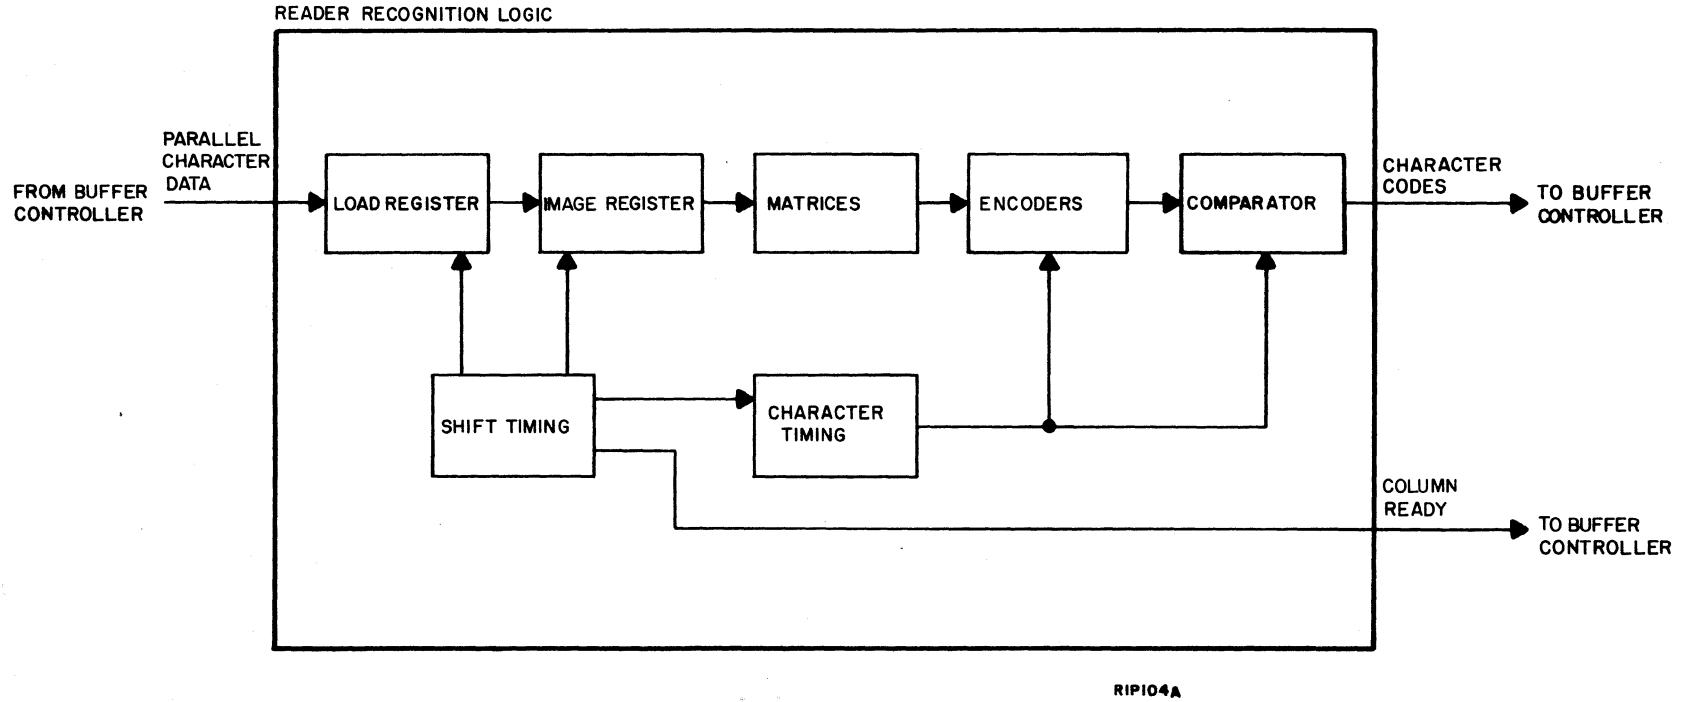 READER RECOGNITION LOGIC
PARALLEL
CHARACTER
DATA
FROM BUFFER
CONTROLLER
LOAD REGISTER
IMAGE REGISTER
MATRICES
ENCODERS
COMPARATOR
CHARACTER
CODES
TO BUFFER
CONTROLLER
SHIFT TIMING
CHARACTER
TIMING
COLUMN
READY
TO BUFFER
CONTROLLER
RIP104A